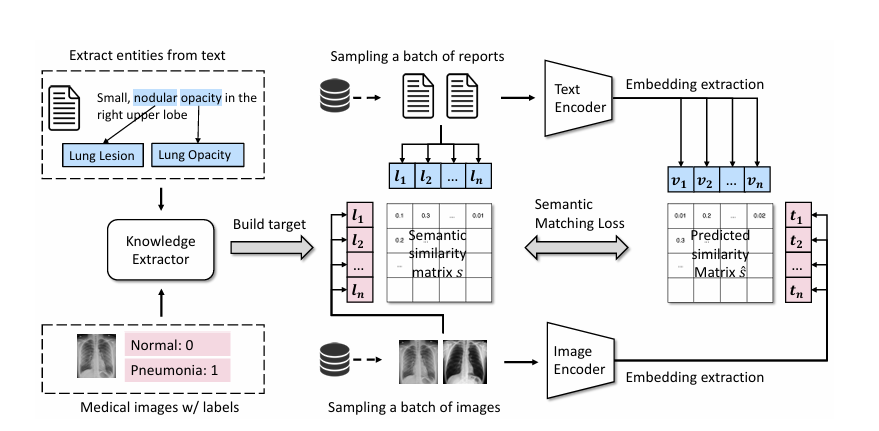 Extract entities from text
Small, nodular opacity in the
right upper lobe
Lung Lesion
Lung Opacity
Knowledge
Extractor
Normal: 0
Pneumonia: 1
Medical images w/ labels
Build target
Sampling a batch of reports
l₁ l₂ ... lₙ
l₁
l₂
...
lₙ
0.1 0.3 ... 0.01
0.2
...
Semantic
similarity
matrix s
Sampling a batch of images
Semantic
Matching Loss
Text
Encoder
Embedding extraction
v₁ v₂ ... vₙ
0.01 0.2 ... 0.02
0.3
Predicted
similarity
Matrix ŝ
t₁
t₂
...
tₙ
Image
Encoder
Embedding extraction